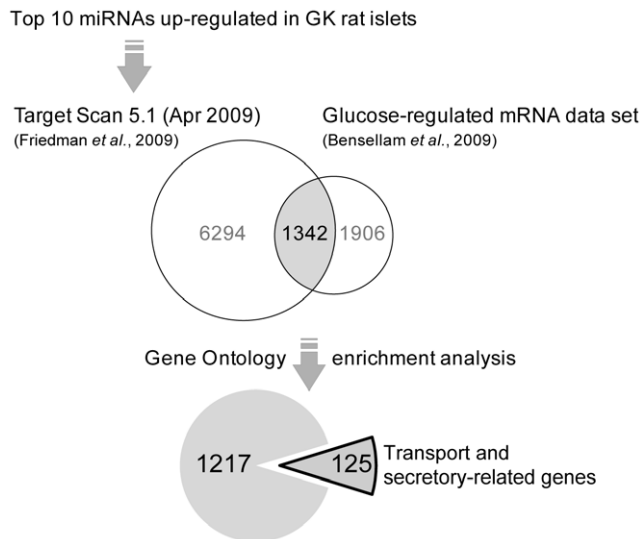 Top 10 miRNAs up-regulated in GK rat islets
Target Scan 5.1 (Apr 2009)
(Friedman et al., 2009)
Glucose-regulated mRNA data set
(Bensellam et al., 2009)
6294
1342
1906
Gene Ontology
enrichment analysis
1217
125
Transport and
secretory-related genes